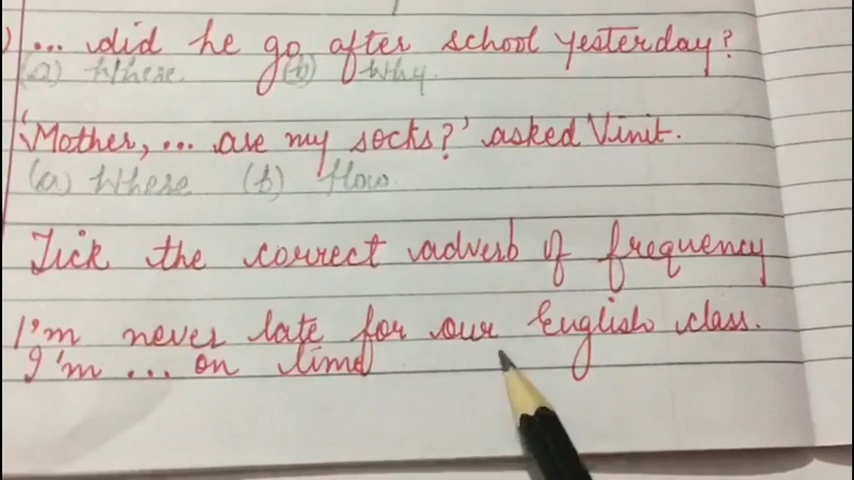 ) ... did he go after school yesterday?
(a) Where (b) Why.
'Mother, ... are my socks?' asked Vinit.
(a) Where (b) How.
Tick the correct adverb of frequency
I'm never late for our English class.
I'm ... on time